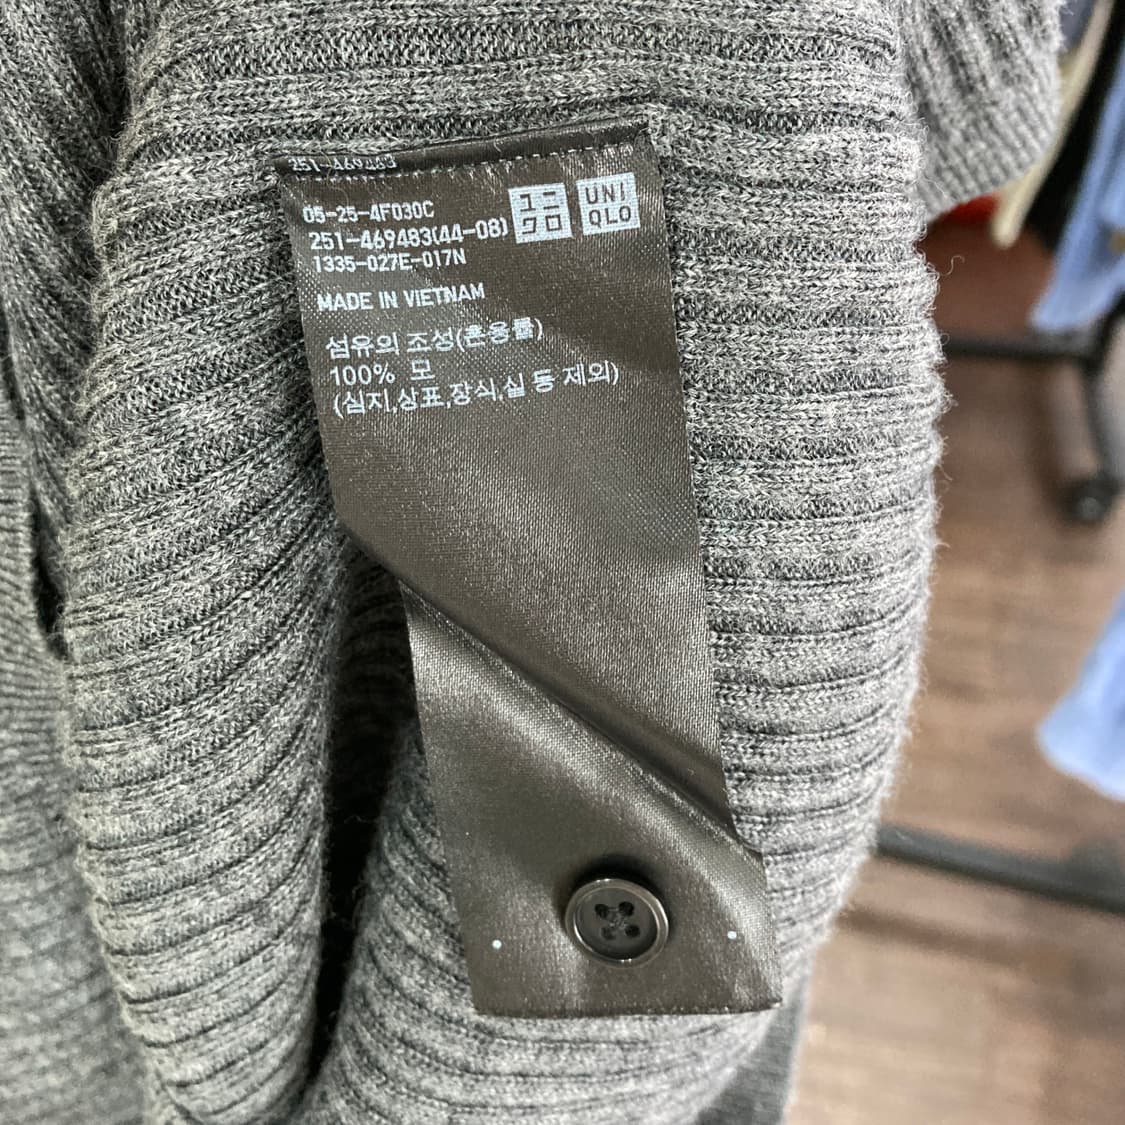 251-469483
05-25-4F030C
251-469483(44-08)
1335-027E-017N
ユニ
クロ
UNI
QLO
MADE IN VIETNAM
섬유의 조성(혼용률)
100% 모
(심지,상표,장식,실 등 제외)